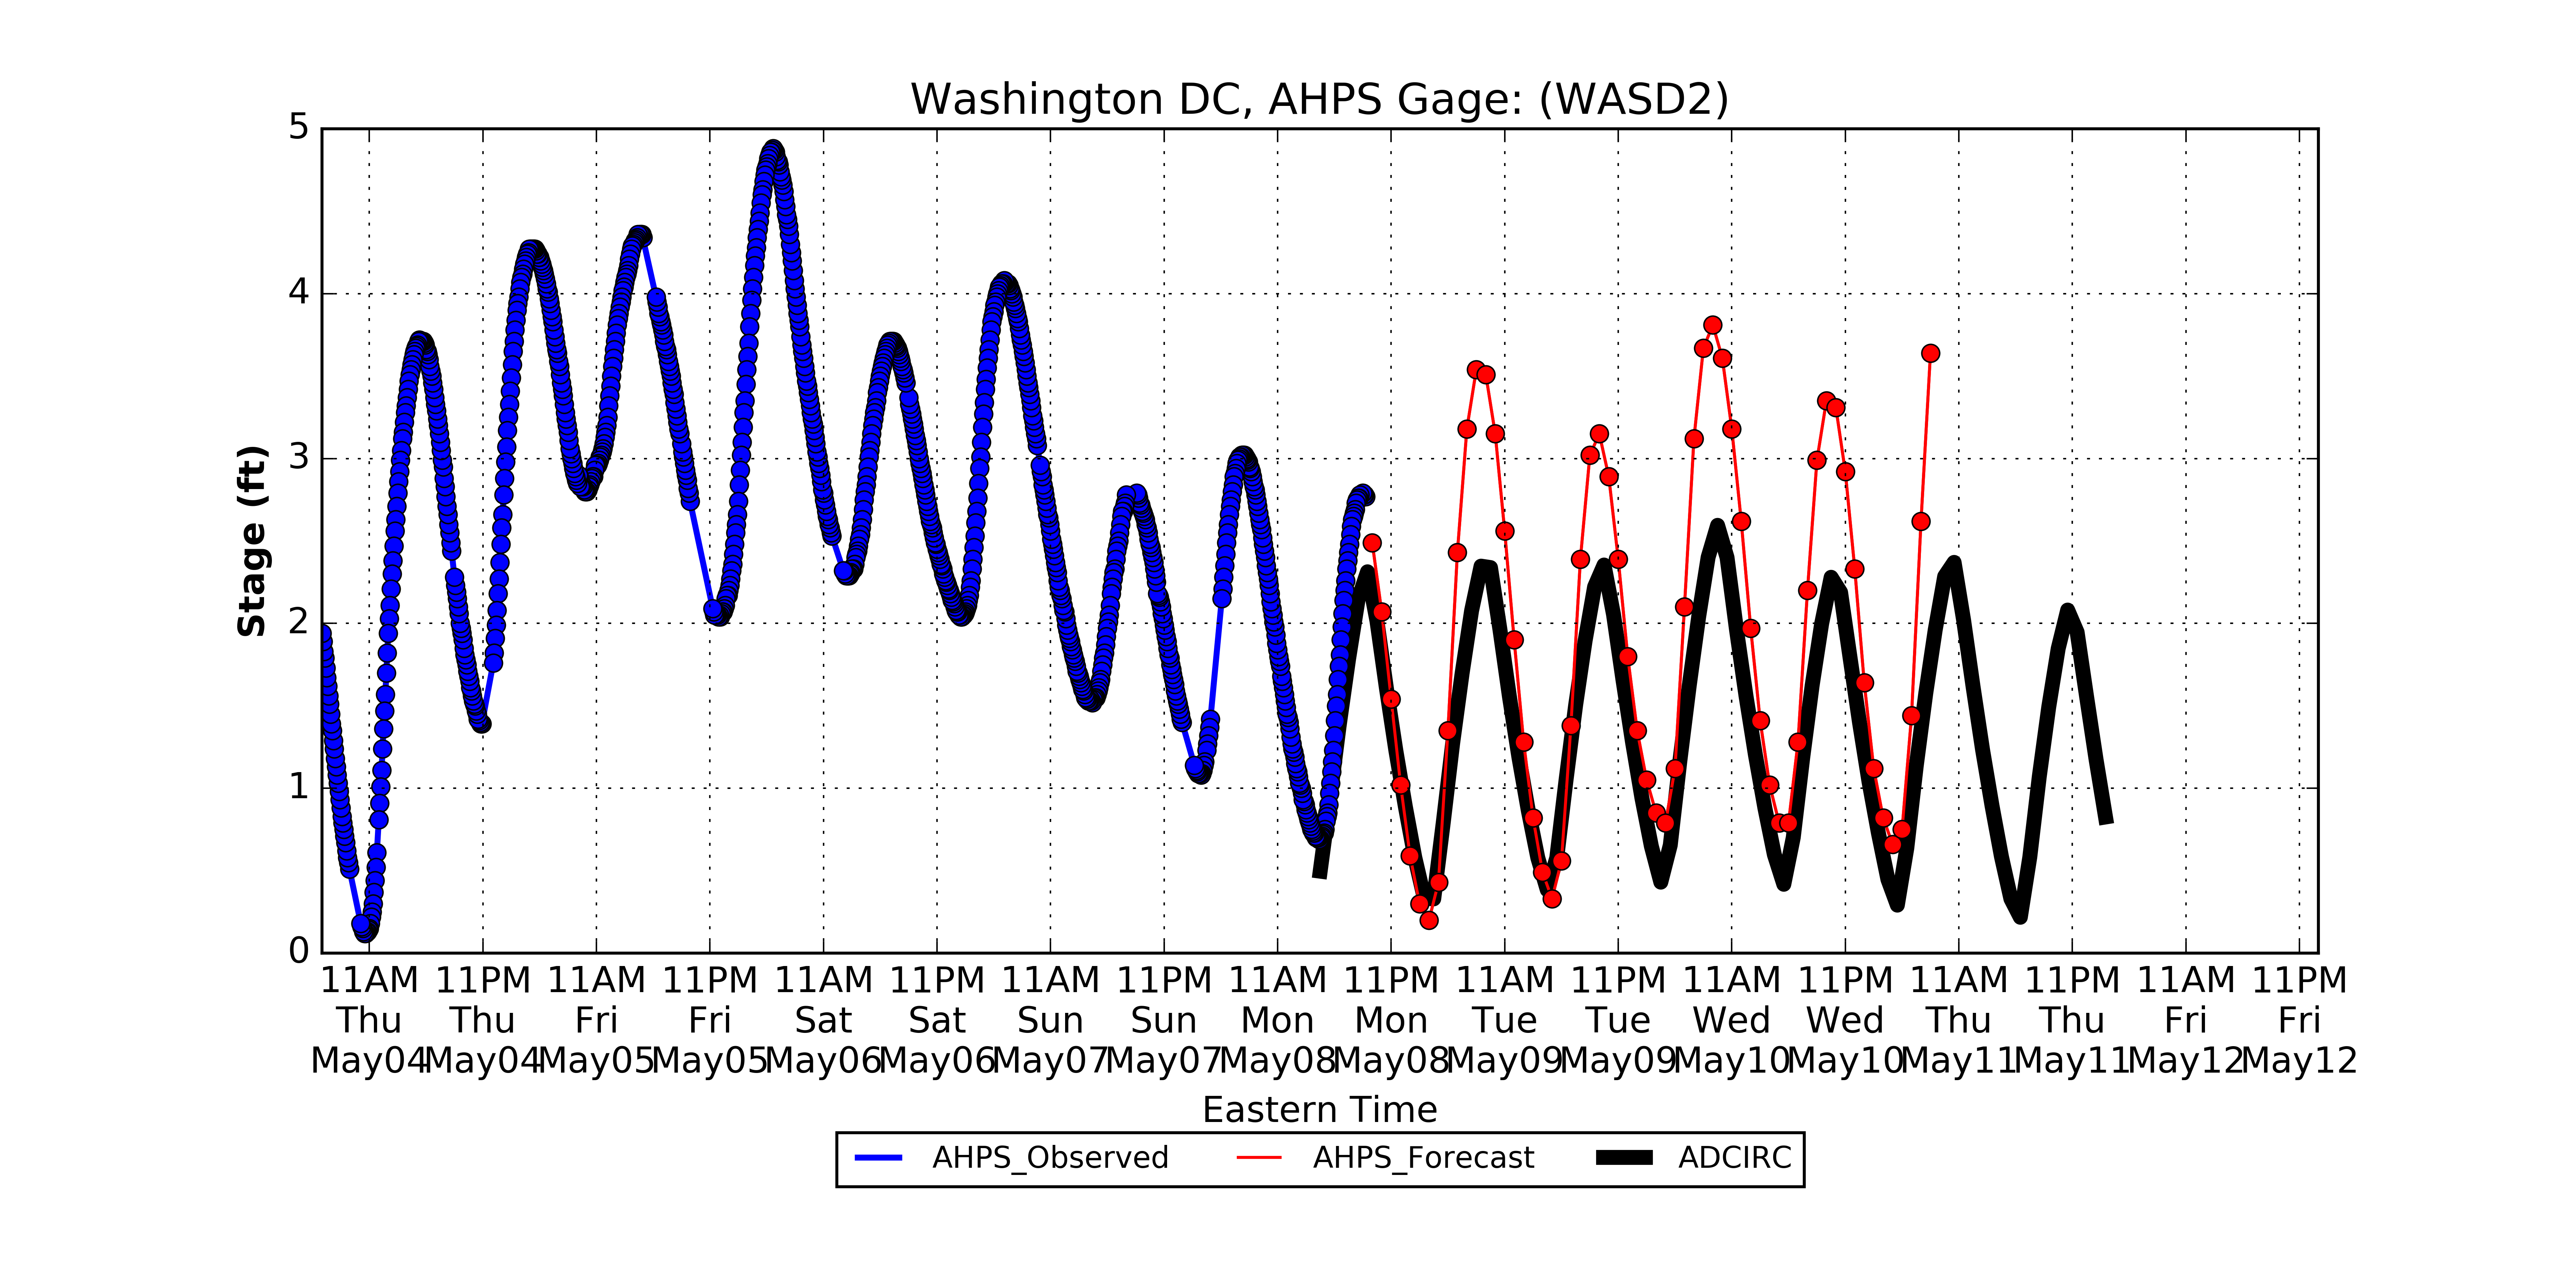 Washington DC, AHPS Gage: (WASD2)
5
4
3
2
1
0
Stage (ft)
11AM 11PM 11AM 11PM 11AM 11PM 11AM 11PM 11AM 11PM 11AM 11PM 11AM 11PM 11AM 11PM 11AM 11PM
Thu Thu Fri Fri Sat Sat Sun Sun Mon Mon Tue Tue Wed Wed Thu Thu Fri Fri
May04 May04 May05 May05 May06 May06 May07 May07 May08 May08 May09 May09 May10 May10 May11 May11 May12 May12
Eastern Time
AHPS_Observed AHPS_Forecast ADCIRC